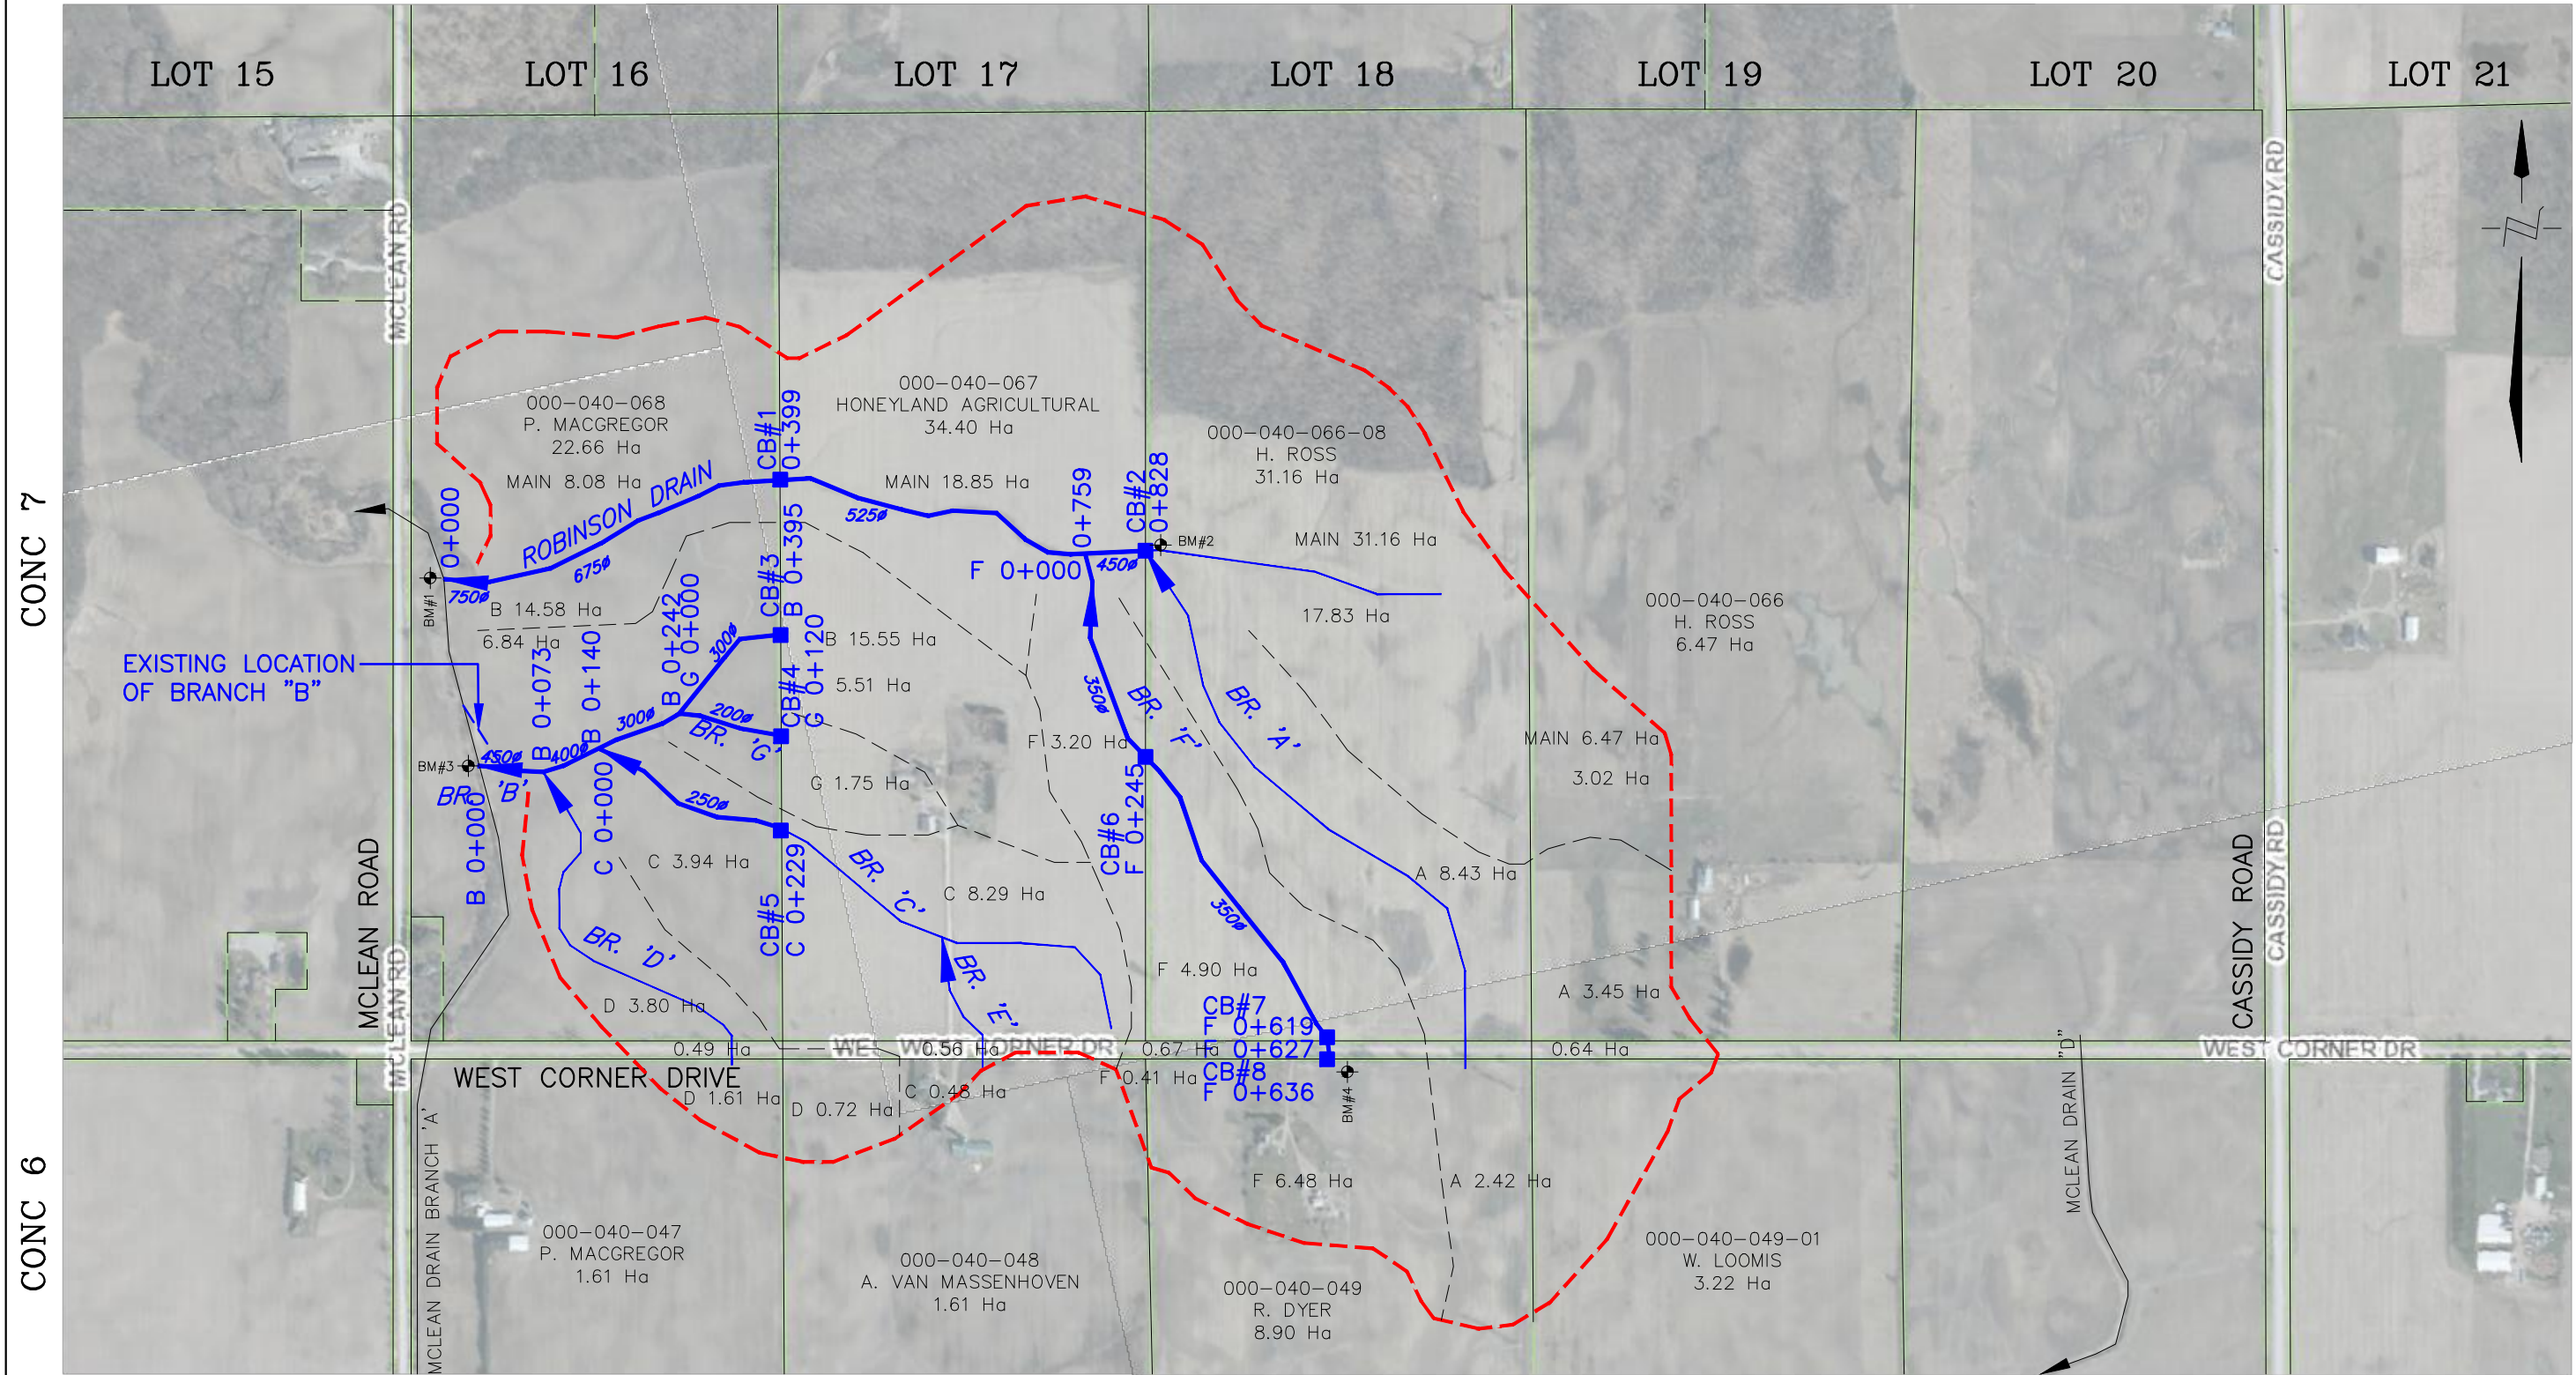 LOT 15
LOT 16
LOT 17
LOT 18
LOT 19
LOT 20
LOT 21
CONC 7
CONC 6
MCLEAN RD
CASSIDY RD
000-040-068
P. MACGREGOR
22.66 Ha
MAIN 8.08 Ha
000-040-067
HONEYLAND AGRICULTURAL
34.40 Ha
MAIN 18.85 Ha
000-040-066-08
H. ROSS
31.16 Ha
MAIN 31.16 Ha
17.83 Ha
000-040-066
H. ROSS
6.47 Ha
MAIN 6.47 Ha
3.02 Ha
CB#1
0+399
ROBINSON DRAIN
0+000
675ø
750ø
525ø
0+759
CB#2
0+828
BM#2
450ø
F 0+000
BM#1
B 14.58 Ha
6.84 Ha
CB#3
B 0+395
B 0+242
G 0+000
300ø
B 15.55 Ha
5.51 Ha
EXISTING LOCATION
OF BRANCH "B"
B 0+073
B 0+140
300ø
200ø
BR. 'G'
CB#4
G 0+120
350ø
BR. 'F'
BR. 'A'
F 3.20 Ha
BM#3
450ø
400ø
BR. 'B'
B 0+000
C 0+000
250ø
G 1.75 Ha
CB#6
F 0+245
C 3.94 Ha
CB#5
C 0+229
BR. 'C'
C 8.29 Ha
A 8.43 Ha
350ø
MCLEAN ROAD
MCLEAN RD
BR. 'D'
D 3.80 Ha
BR. 'E'
F 4.90 Ha
A 3.45 Ha
CB#7
F 0+619
F 0+627
CB#8
F 0+636
CASSIDY ROAD
CASSIDY RD
0.49 Ha
WES
WEST CORNER DR
0.56 Ha
0.67 Ha
0.64 Ha
WEST CORNER DR
WEST CORNER DRIVE
D 1.61 Ha
D 0.72 Ha
C 0.48 Ha
F 0.41 Ha
BM#4
MCLEAN DRAIN "D"
MCLEAN DRAIN BRANCH 'A'
F 6.48 Ha
A 2.42 Ha
000-040-047
P. MACGREGOR
1.61 Ha
000-040-048
A. VAN MASSENHOVEN
1.61 Ha
000-040-049
R. DYER
8.90 Ha
000-040-049-01
W. LOOMIS
3.22 Ha